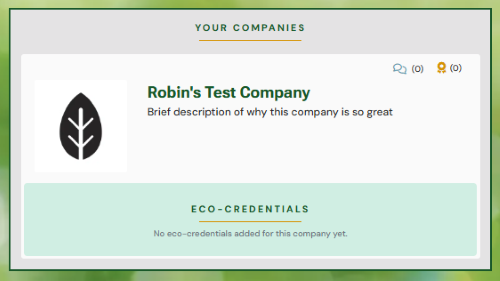 YOUR COMPANIES
(0) (0)
Robin's Test Company
Brief description of why this company is so great
ECO-CREDENTIALS
No eco-credentials added for this company yet.